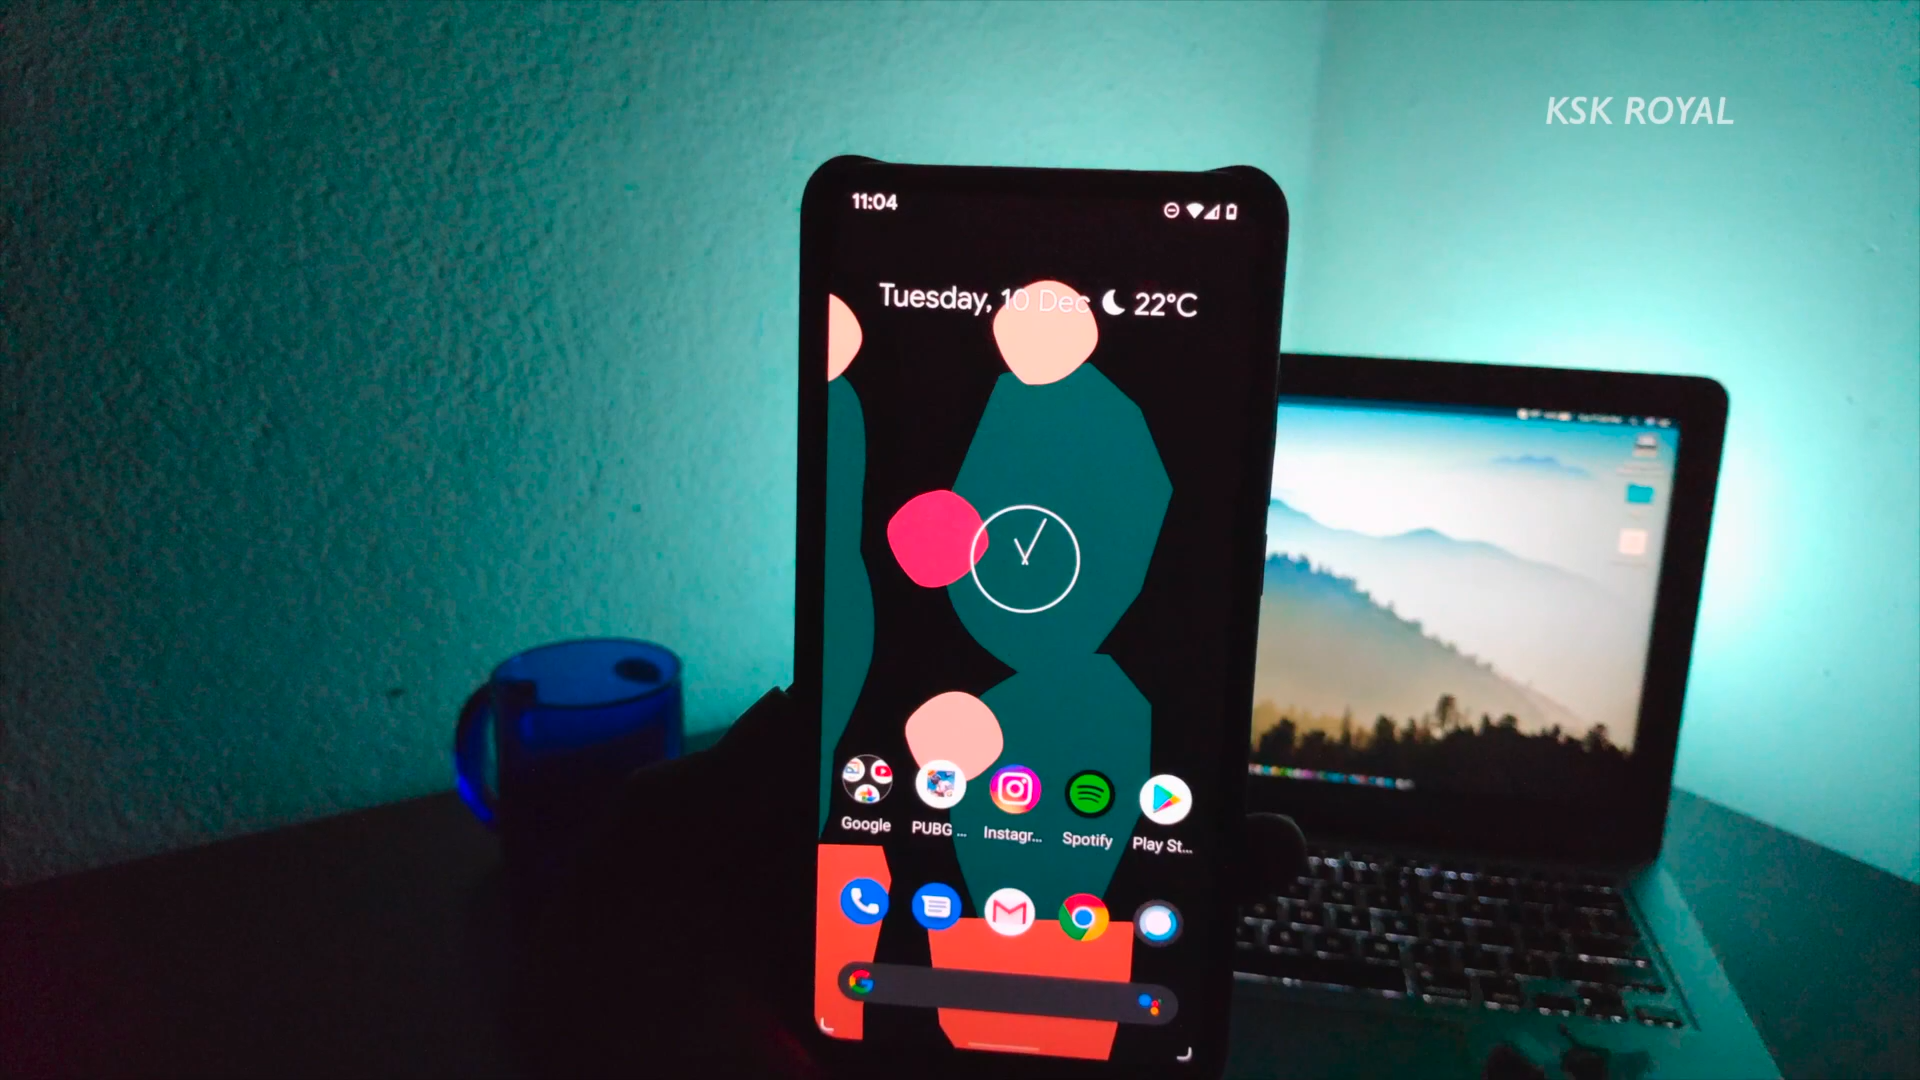 KSK ROYAL
11:04
Tuesday, 10 Dec 22°C
Google PUBG ... Instagr... Spotify Play St...